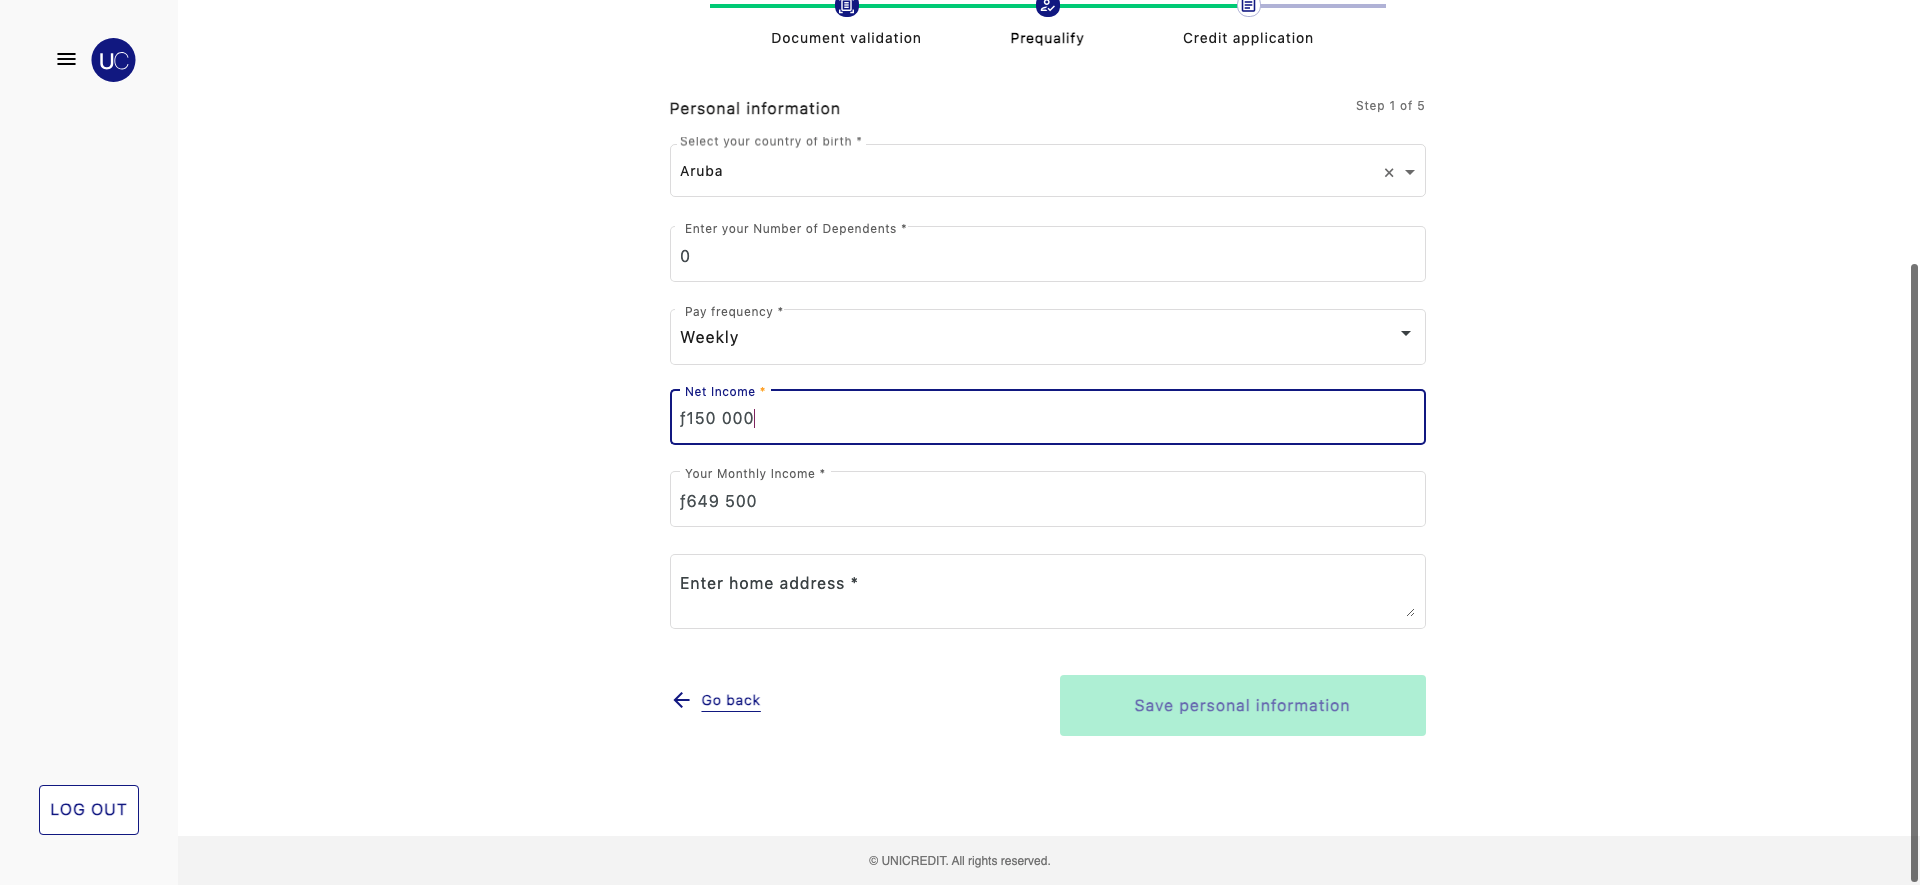 UC
Document validation
Prequalify
Credit application
Personal information
Step 1 of 5
Select your country of birth *
Aruba
Enter your Number of Dependents *
0
Pay frequency *
Weekly
Net Income *
ƒ150 000
Your Monthly Income *
ƒ649 500
Enter home address *
Go back
Save personal information
LOG OUT
© UNICREDIT. All rights reserved.